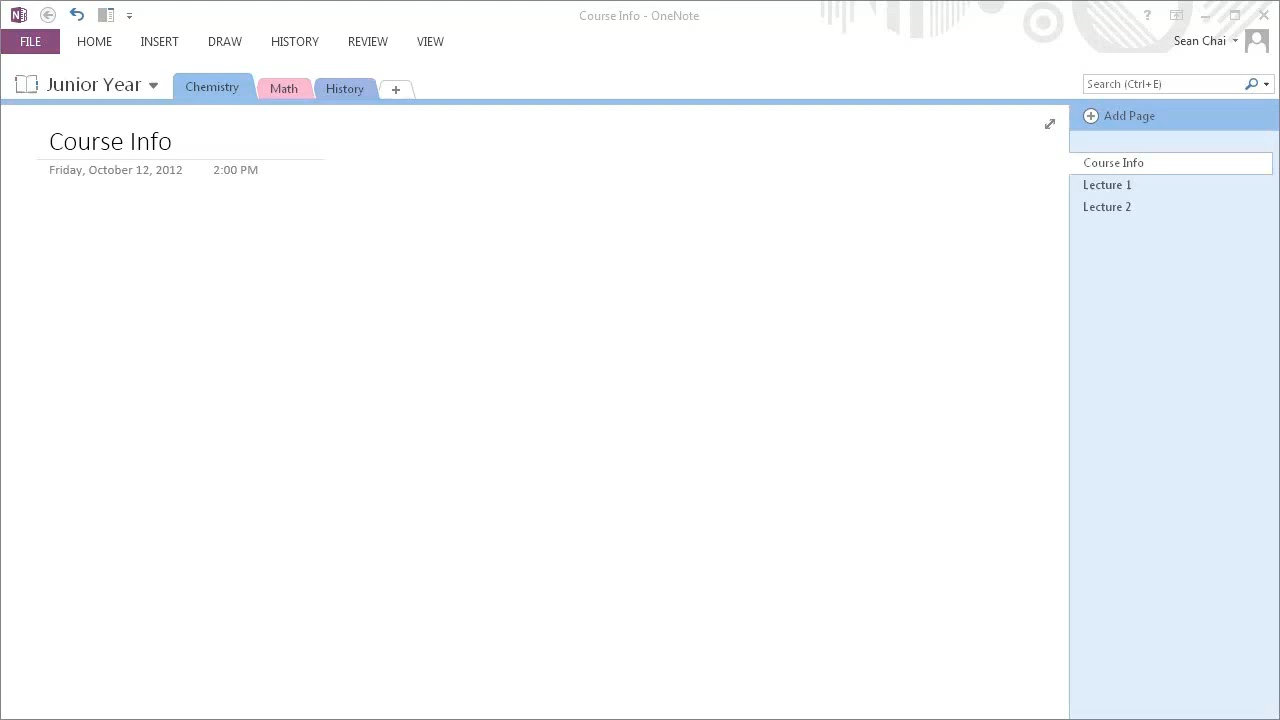 Course Info - OneNote
?
FILE HOME INSERT DRAW HISTORY REVIEW VIEW
Sean Chai
Junior Year
Chemistry Math History +
Search (Ctrl+E)
Add Page
Course Info
Friday, October 12, 2012 2:00 PM
Course Info
Lecture 1
Lecture 2